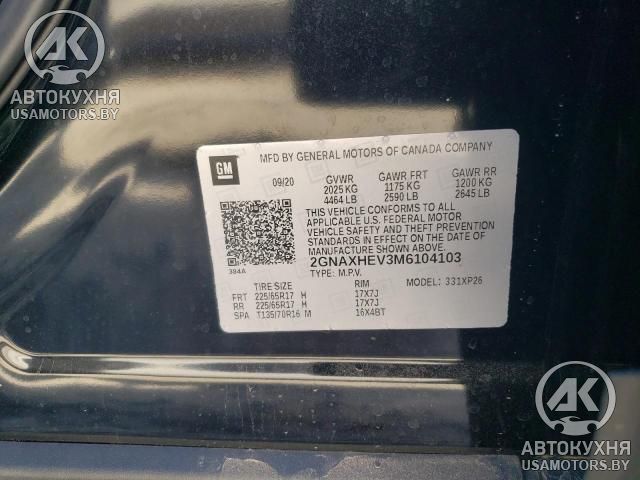 AK
АВТОКУХНЯ
USAMOTORS.BY
GM
MFD BY GENERAL MOTORS OF CANADA COMPANY
09/20 GVWR GAWR FRT GAWR RR
2025 KG 1175 KG 1200 KG
4464 LB 2590 LB 2645 LB
THIS VEHICLE CONFORMS TO ALL
APPLICABLE U.S. FEDERAL MOTOR
VEHICLE SAFETY AND THEFT PREVENTION
STANDARDS IN EFFECT ON THE DATE OF
MANUFACTURE SHOWN ABOVE.
2GNAXHEV3M6104103
384A
TYPE: M.P.V. MODEL: 331XP26
TIRE SIZE RIM
FRT 225/65R17 H 17X7J
RR 225/65R17 H 17X7J
SPA T135/70R16 M 16X4BT
AK
АВТОКУХНЯ
USAMOTORS.BY